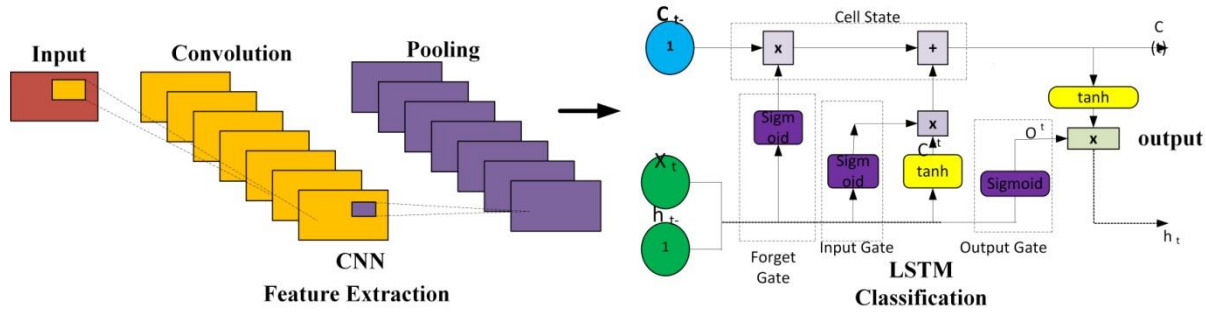 Input
Convolution
Pooling
CNN
Feature Extraction
C t-
1
Cell State
x
+
C
(t)
tanh
Sigm
oid
Sigm
oid
x
C t
tanh
O t
x
output
Sigmoid
X t
h t-
1
Forget
Gate
Input Gate
Output Gate
h t
LSTM
Classification